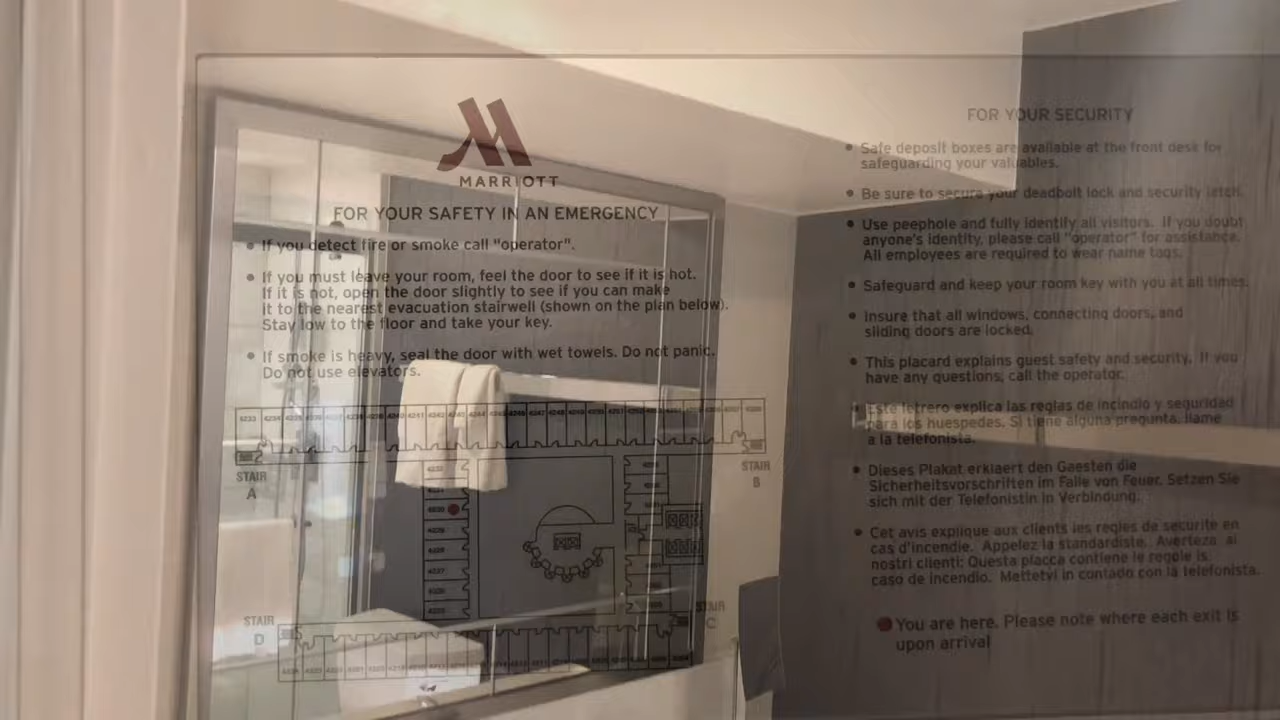 MARRIOTT
FOR YOUR SAFETY IN AN EMERGENCY
• If you detect fire or smoke call "operator".
• If you must leave your room, feel the door to see if it is hot.
If it is not, open the door slightly to see if you can make
it to the nearest evacuation stairwell (shown on the plan below).
Stay low to the floor and take your key.
• If smoke is heavy, seal the door with wet towels. Do not panic.
Do not use elevators.
STAIR
A
STAIR
B
STAIR
C
STAIR
D
FOR YOUR SECURITY
• Safe deposit boxes are available at the front desk for
safeguarding your valuables.
• Be sure to secure your deadbolt lock and security latch.
• Use peephole and fully identify all visitors. If you doubt
anyone's identity, please call "operator" for assistance.
All employees are required to wear name tags.
• Safeguard and keep your room key with you at all times.
• Insure that all windows, connecting doors, and
sliding doors are locked.
• This placard explains guest safety and security. If you
have any questions, call the operator.
• Este letrero explica las reglas de incindio y seguridad
para los huespedes. Si tiene alguna pregunta, llame
a la telefonista.
• Dieses Plakat erklaert den Gaesten die
Sicherheitsvorschriften im Falle von Feuer. Setzen Sie
sich mit der Telefonistin in Verbindung.
• Cet avis explique aux clients les regles de securite en
cas d'incendie. Appelez la standardiste. Averteza ai
nostri clienti: Questa placca contiene le regole is
caso de incendio. Mettetvi in contado con la telefonista.
You are here. Please note where each exit is
upon arrival